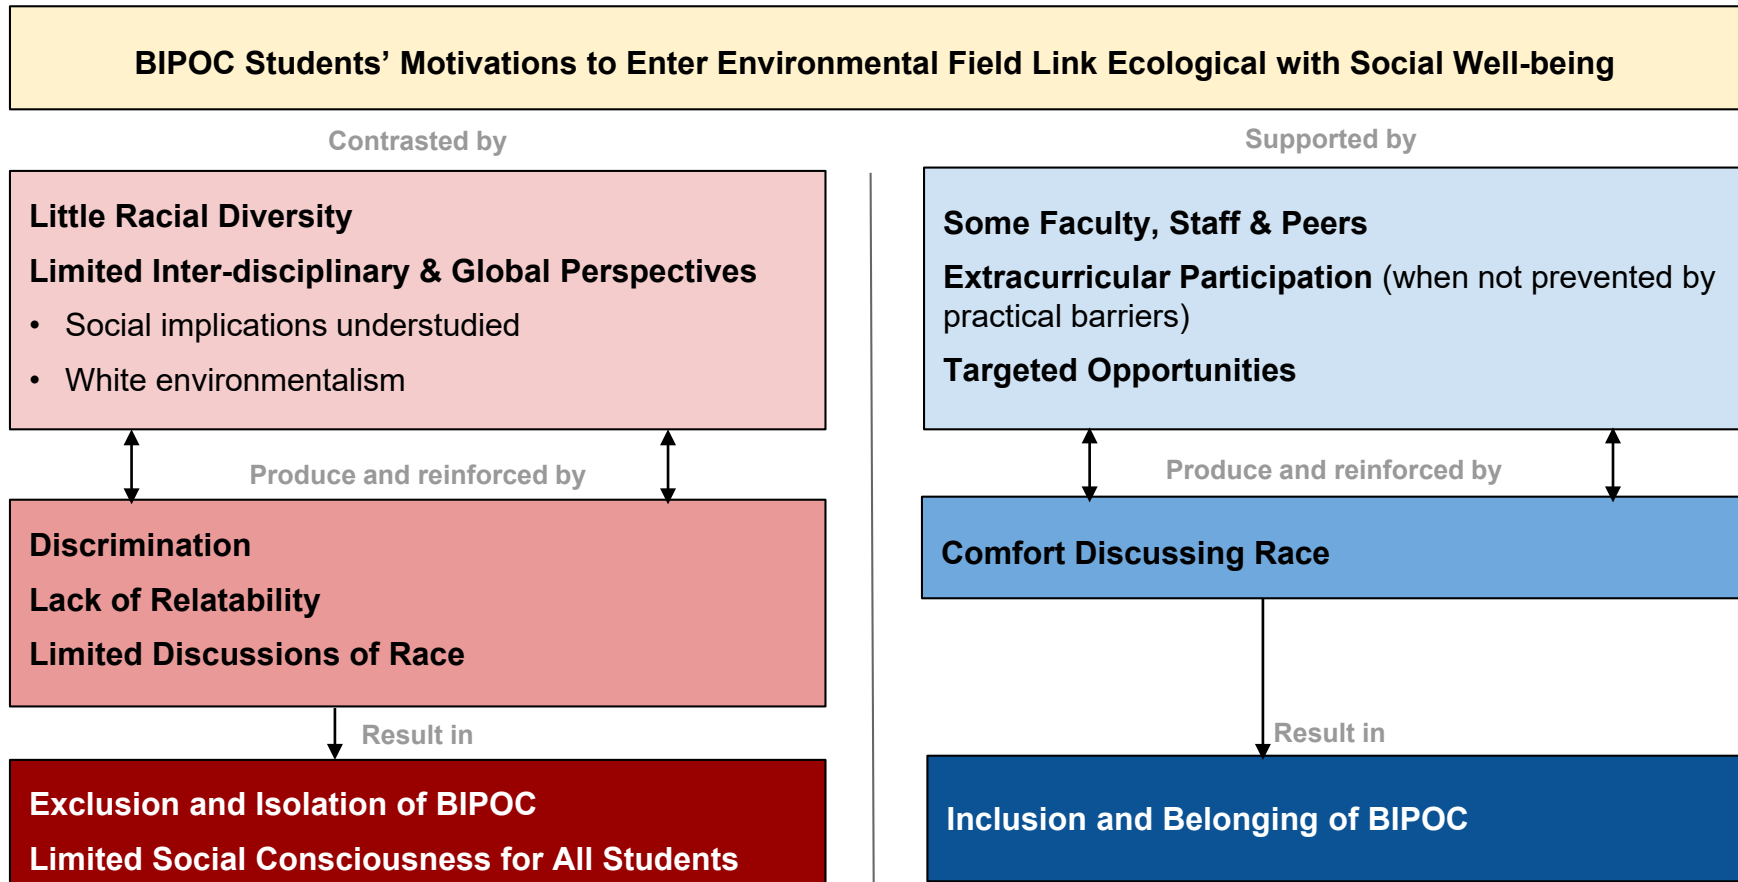 BIPOC Students’ Motivations to Enter Environmental Field Link Ecological with Social Well-being
Contrasted by
Little Racial Diversity
Limited Inter-disciplinary & Global Perspectives
• Social implications understudied
• White environmentalism
Produce and reinforced by
Discrimination
Lack of Relatability
Limited Discussions of Race
Result in
Exclusion and Isolation of BIPOC
Limited Social Consciousness for All Students
Supported by
Some Faculty, Staff & Peers
Extracurricular Participation (when not prevented by
practical barriers)
Targeted Opportunities
Produce and reinforced by
Comfort Discussing Race
Result in
Inclusion and Belonging of BIPOC